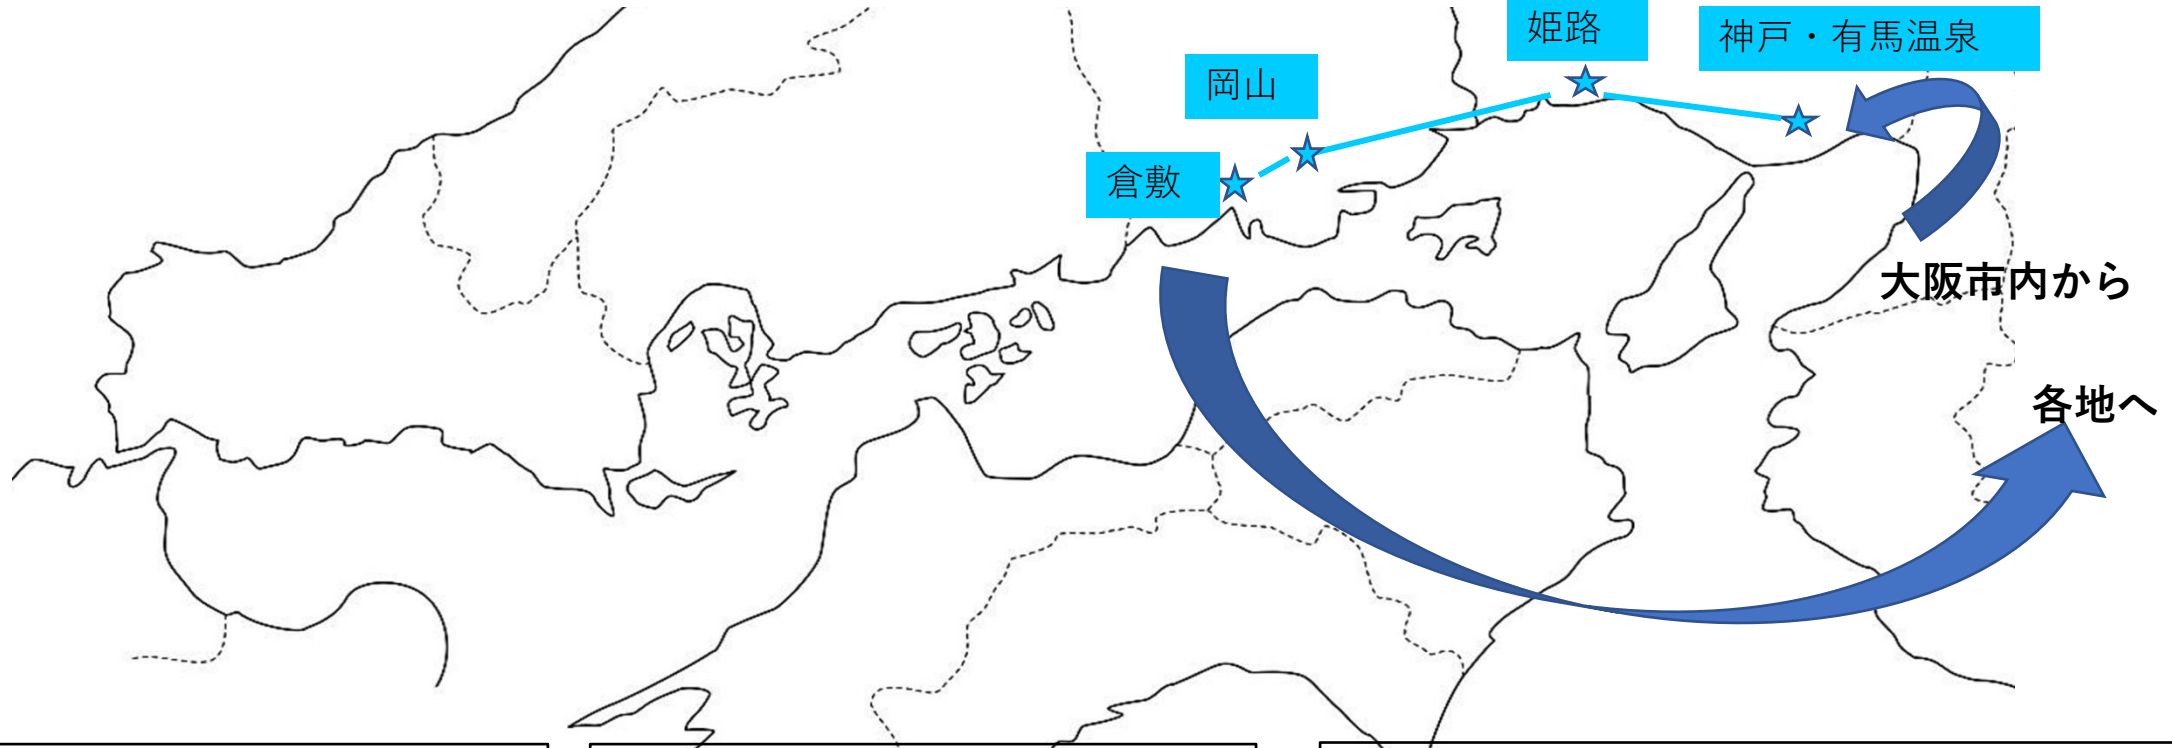 姫路
神戸・有馬温泉
岡山
倉敷
大阪市内から
各地へ